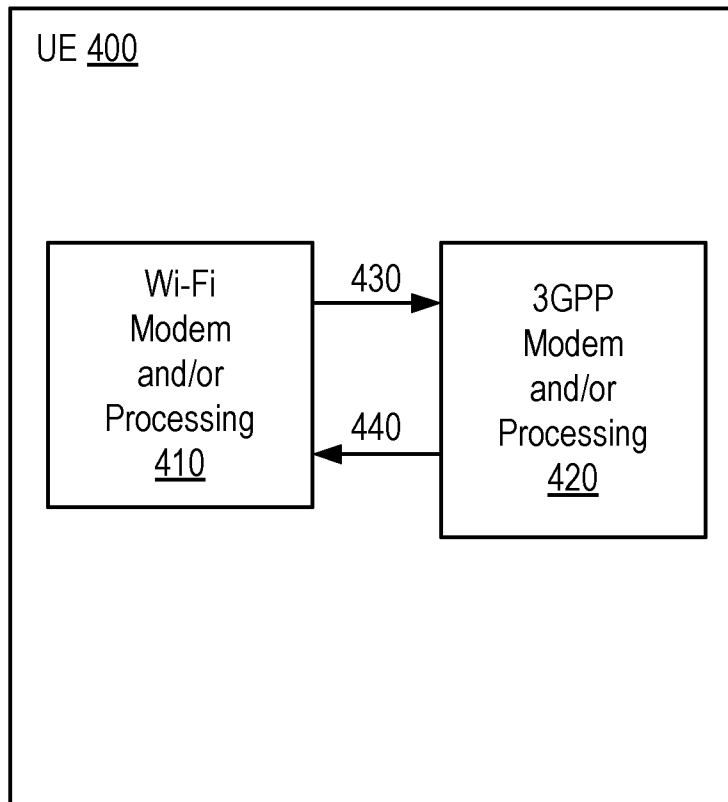 UE 400
Wi-Fi
Modem
and/or
Processing
410
430
440
3GPP
Modem
and/or
Processing
420